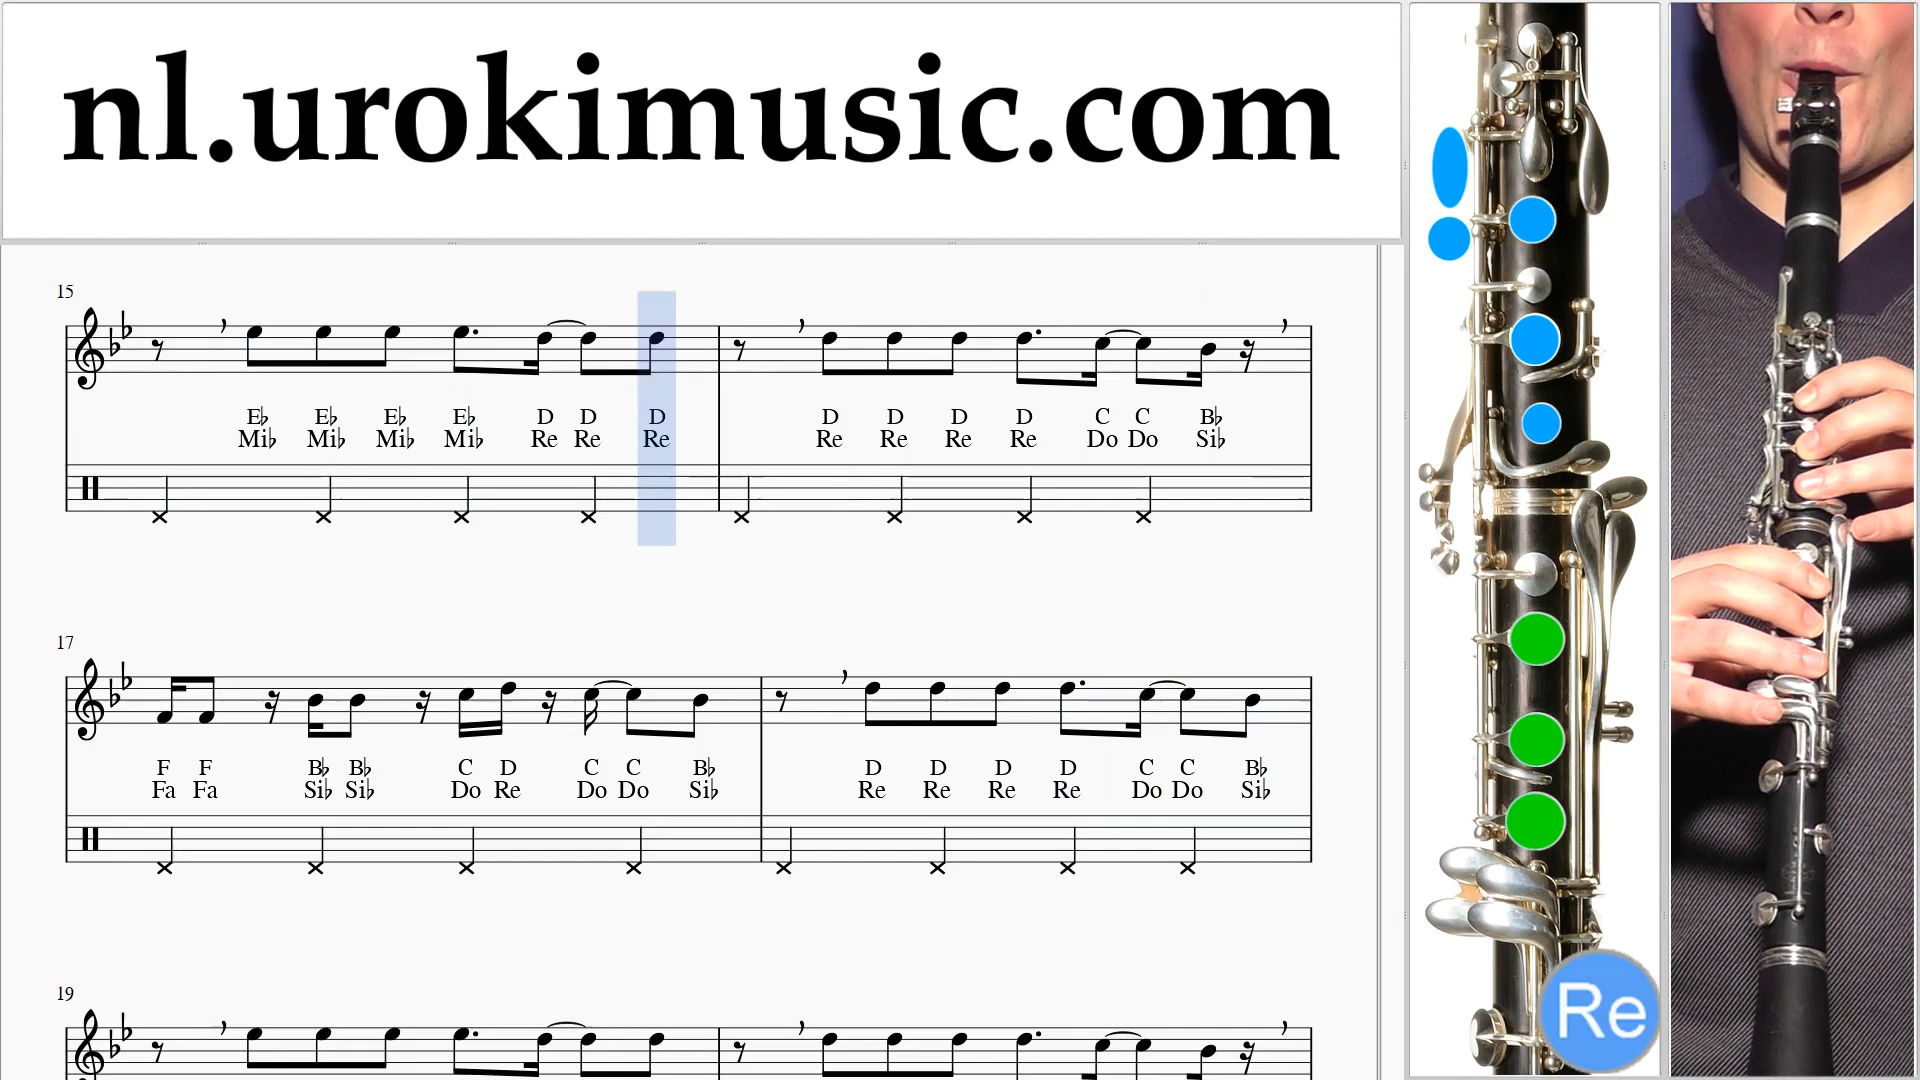 nl.urokimusic.com
15
E♭ E♭ E♭ E♭ D D D D D D D C C B♭
Mi♭ Mi♭ Mi♭ Mi♭ Re Re Re Re Re Re Re Do Do Si♭
17
F F B♭ B♭ C D C C B♭ D D D D C C B♭
Fa Fa Si♭ Si♭ Do Re Do Do Si♭ Re Re Re Re Do Do Si♭
19
Re